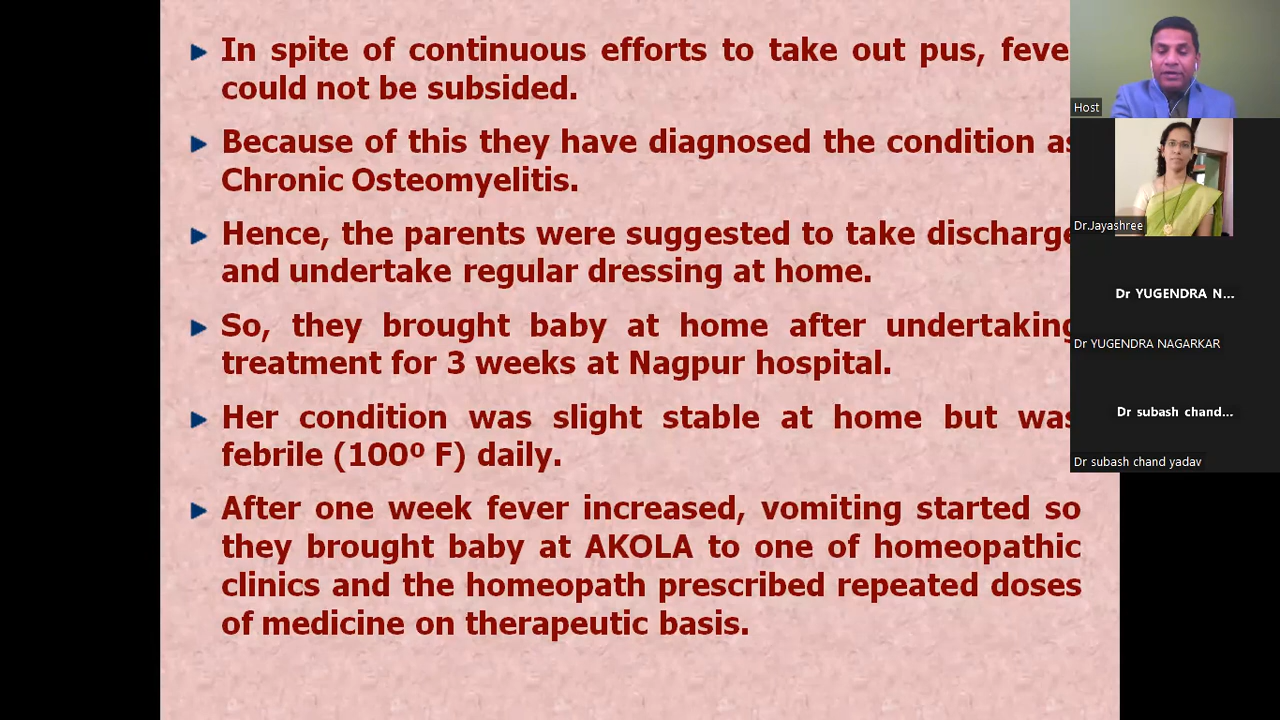 In spite of continuous efforts to take out pus, feve
could not be subsided.
Because of this they have diagnosed the condition as
Chronic Osteomyelitis.
Hence, the parents were suggested to take discharge
and undertake regular dressing at home.
So, they brought baby at home after undertaking
treatment for 3 weeks at Nagpur hospital.
Her condition was slight stable at home but was
febrile (100º F) daily.
After one week fever increased, vomiting started so
they brought baby at AKOLA to one of homeopathic
clinics and the homeopath prescribed repeated doses
of medicine on therapeutic basis.
Host
Dr.Jayashree
Dr YUGENDRA N...
Dr YUGENDRA NAGARKAR
Dr subash chand...
Dr subash chand yadav